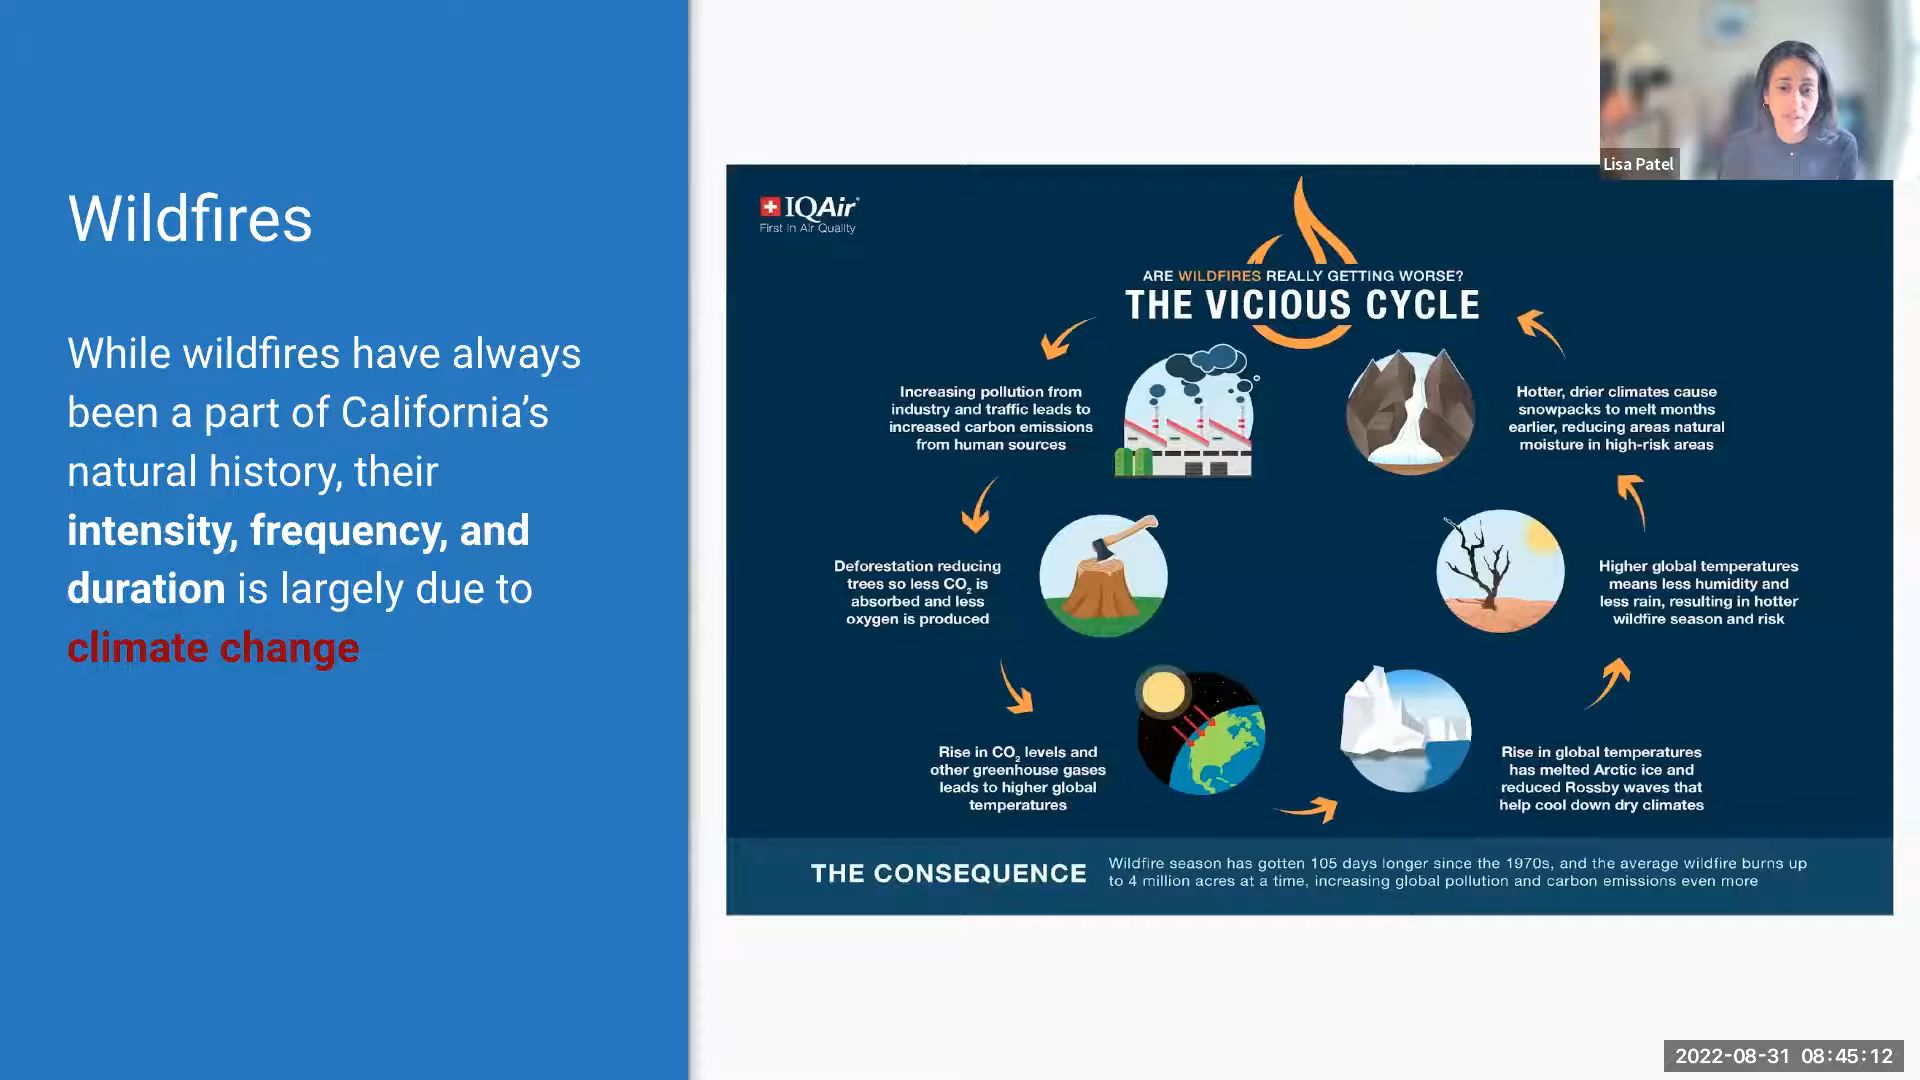 Wildfires
While wildfires have always
been a part of California’s
natural history, their
intensity, frequency, and
duration is largely due to
climate change
IQAir
First in Air Quality
ARE WILDFIRES REALLY GETTING WORSE?
THE VICIOUS CYCLE
Increasing pollution from
industry and traffic leads to
increased carbon emissions
from human sources
Deforestation reducing
trees so less CO₂ is
absorbed and less
oxygen is produced
Rise in CO₂ levels and
other greenhouse gases
leads to higher global
temperatures
Rise in global temperatures
has melted Arctic ice and
reduced Rossby waves that
help cool down dry climates
Higher global temperatures
means less humidity and
less rain, resulting in hotter
wildfire season and risk
Hotter, drier climates cause
snowpacks to melt months
earlier, reducing areas natural
moisture in high-risk areas
THE CONSEQUENCE
Wildfire season has gotten 105 days longer since the 1970s, and the average wildfire burns up
to 4 million acres at a time, increasing global pollution and carbon emissions even more
Lisa Patel
2022-08-31 08:45:12